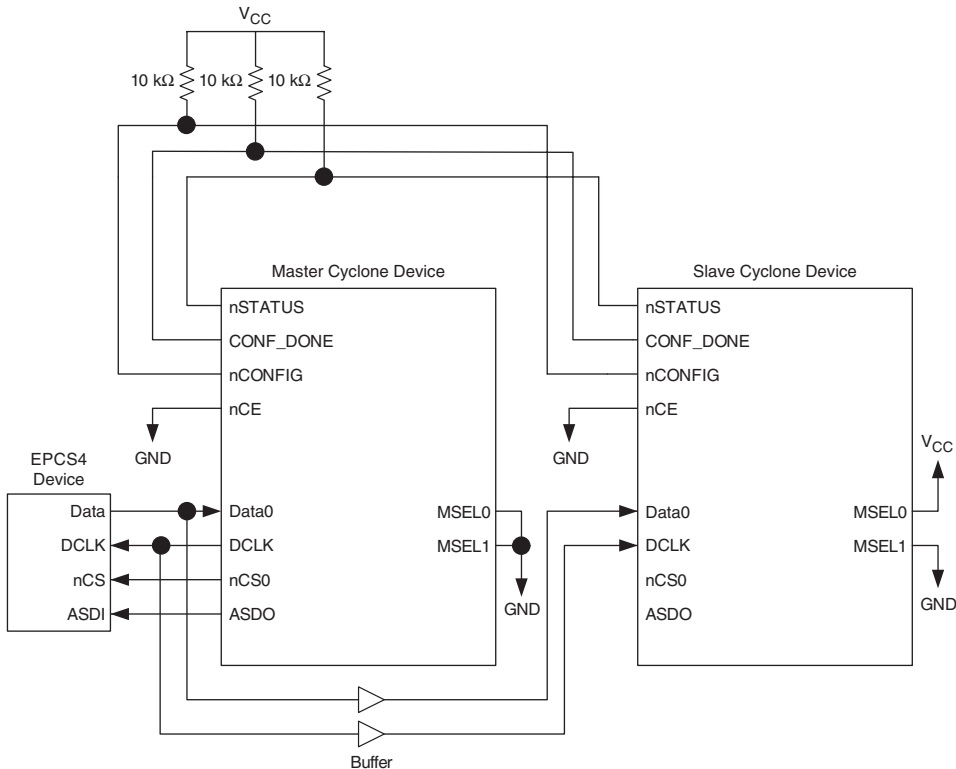 VCC
10 kΩ 10 kΩ 10 kΩ
Master Cyclone Device
Slave Cyclone Device
nSTATUS
CONF_DONE
nCONFIG
nCE
GND
nSTATUS
CONF_DONE
nCONFIG
nCE
GND
EPCS4
Device
Data
DCLK
nCS
ASDI
Data0
DCLK
nCS0
ASDO
MSEL0
MSEL1
GND
Data0
DCLK
nCS0
ASDO
VCC
MSEL0
MSEL1
GND
Buffer